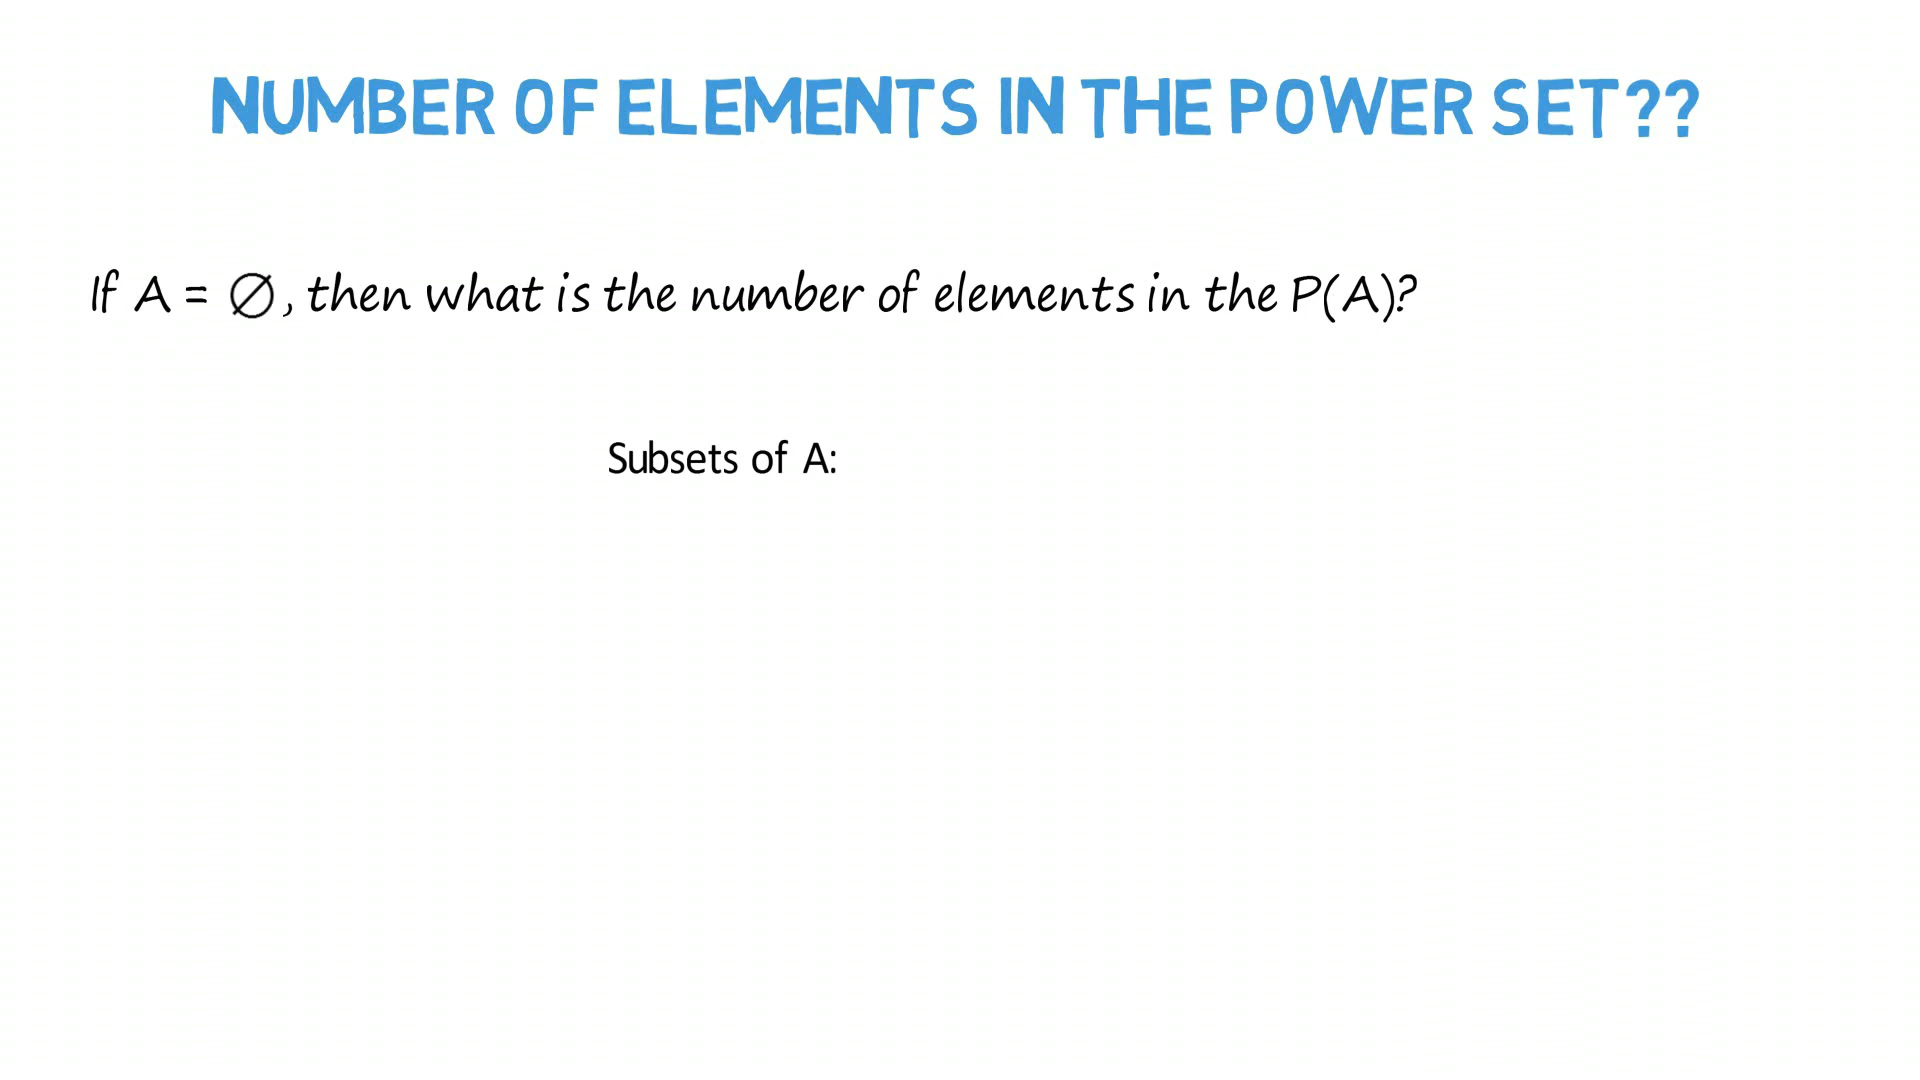 NUMBER OF ELEMENTS IN THE POWER SET??
If A = ∅, then what is the number of elements in the P(A)?
Subsets of A: